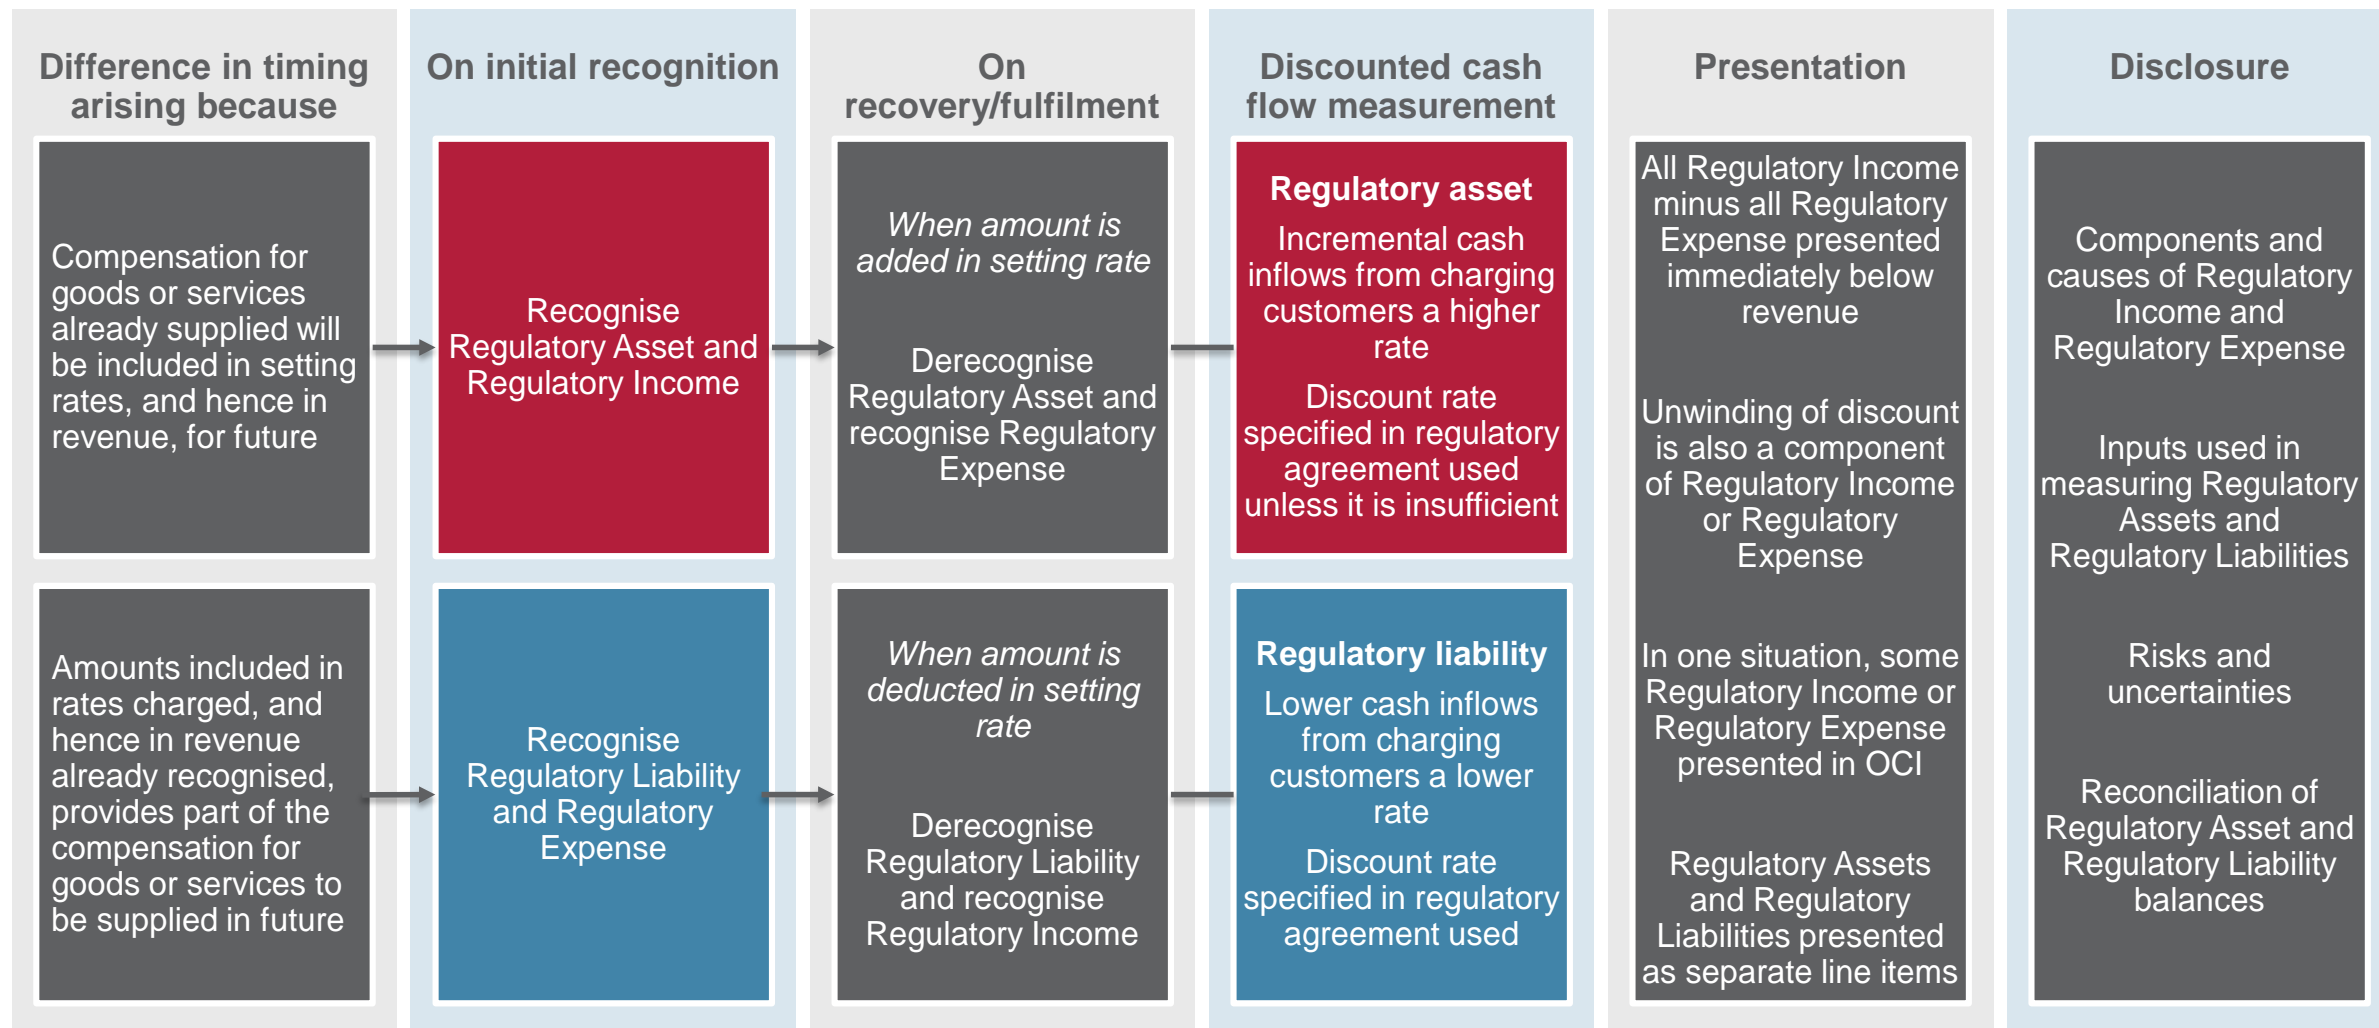 Difference in timing
arising because
On initial recognition
On
recovery/fulfilment
Discounted cash
flow measurement
Presentation
Disclosure
Compensation for
goods or services
already supplied will
be included in setting
rates, and hence in
revenue, for future
Recognise
Regulatory Asset and
Regulatory Income
When amount is
added in setting rate
Derecognise
Regulatory Asset and
recognise Regulatory
Expense
Regulatory asset
Incremental cash
inflows from charging
customers a higher
rate
Discount rate
specified in regulatory
agreement used
unless it is insufficient
Amounts included in
rates charged, and
hence in revenue
already recognised,
provides part of the
compensation for
goods or services to
be supplied in future
Recognise
Regulatory Liability
and Regulatory
Expense
When amount is
deducted in setting
rate
Derecognise
Regulatory Liability
and recognise
Regulatory Income
Regulatory liability
Lower cash inflows
from charging
customers a lower
rate
Discount rate
specified in regulatory
agreement used
All Regulatory Income
minus all Regulatory
Expense presented
immediately below
revenue
Unwinding of discount
is also a component
of Regulatory Income
or Regulatory
Expense
In one situation, some
Regulatory Income or
Regulatory Expense
presented in OCI
Regulatory Assets
and Regulatory
Liabilities presented
as separate line items
Components and
causes of Regulatory
Income and
Regulatory Expense
Inputs used in
measuring Regulatory
Assets and
Regulatory Liabilities
Risks and
uncertainties
Reconciliation of
Regulatory Asset and
Regulatory Liability
balances